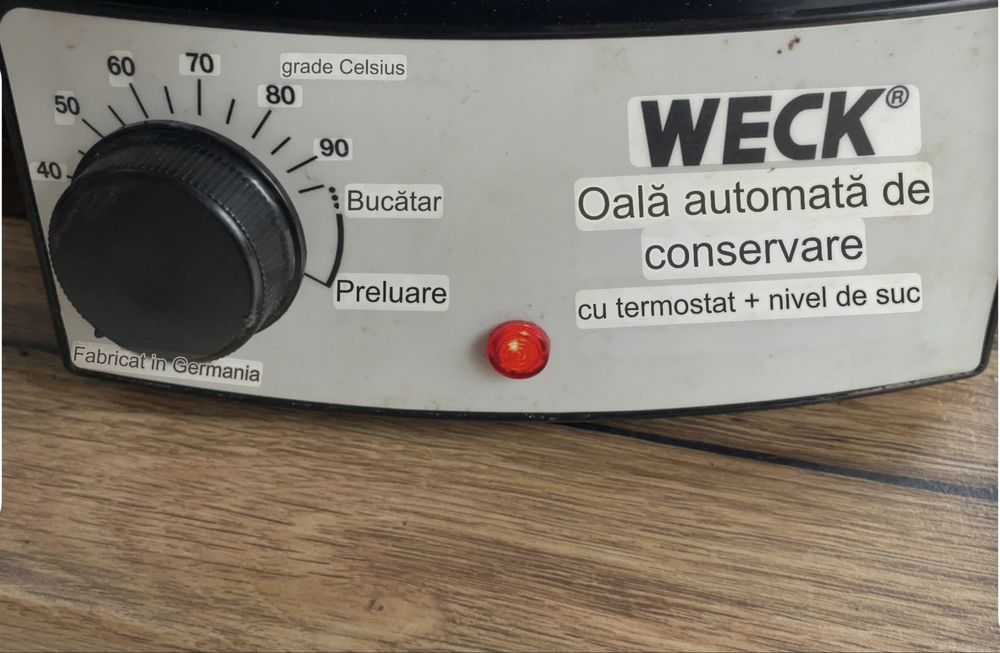 60 70 grade Celsius
50 80
40 90
Bucătar
Preluare
Fabricat in Germania
WECK®
Oală automată de
conservare
cu termostat + nivel de suc